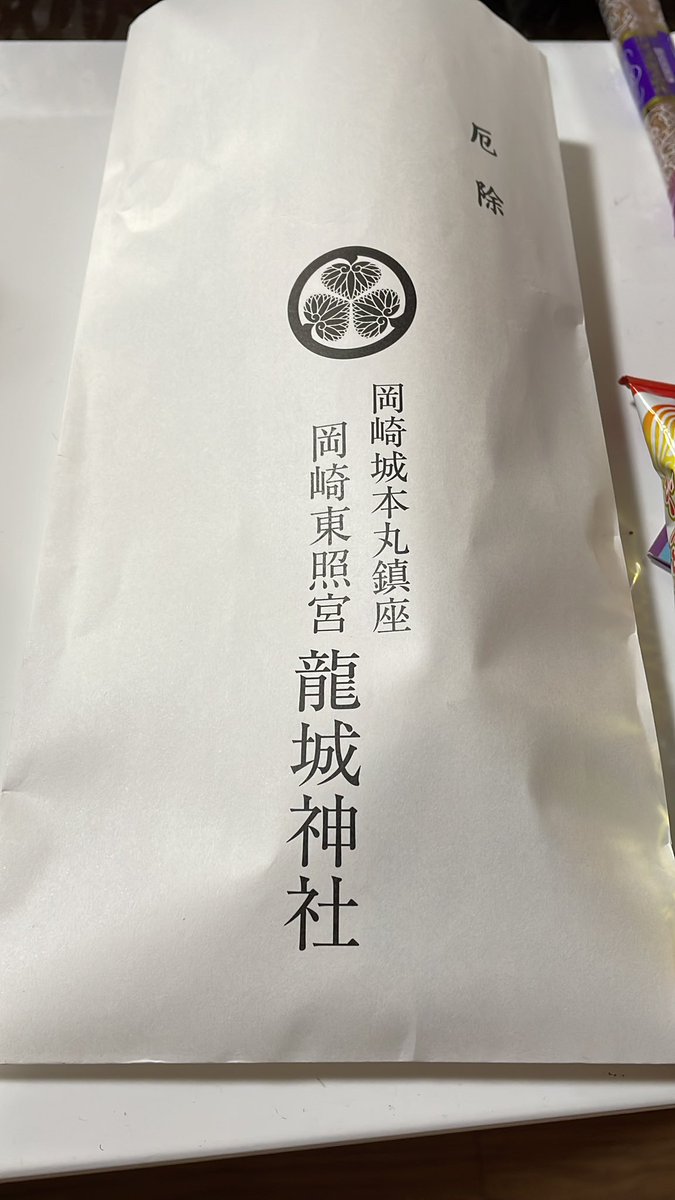 厄除
岡崎城本丸鎮座
岡崎東照宮
龍城神社